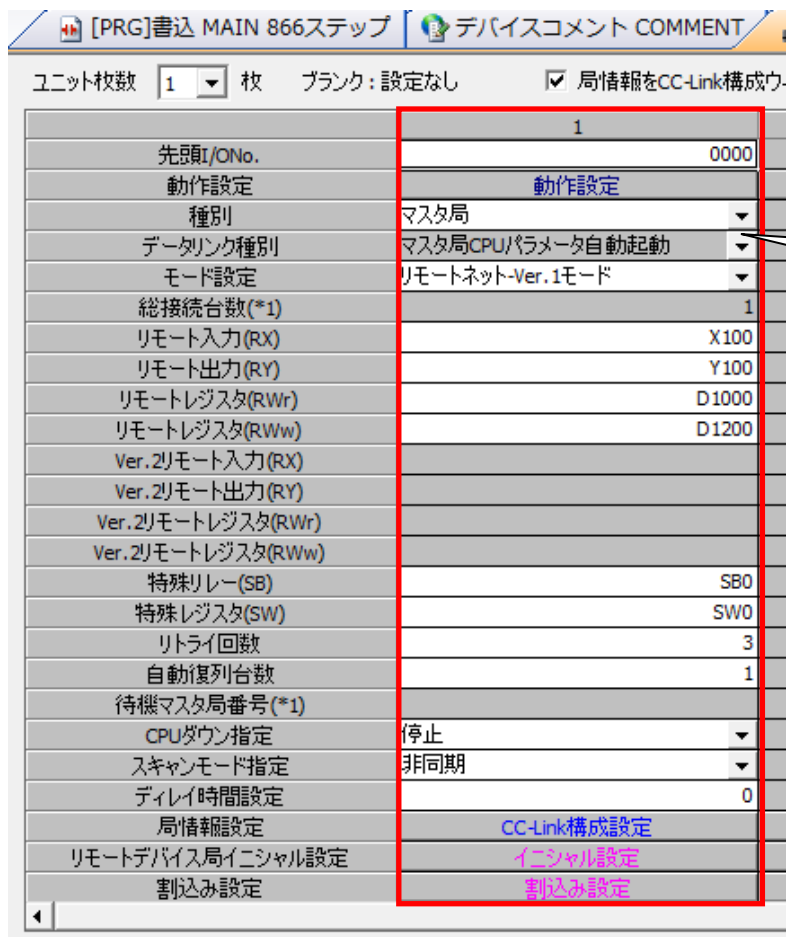 [PRG]書込 MAIN 866ステップ デバイスコメント COMMENT
ユニット枚数 1 枚 ブランク:設定なし 局情報をCC-Link構成ウ
1
先頭I/ONo. 0000
動作設定 動作設定
種別 マスタ局
データリンク種別 マスタ局CPUパラメータ自動起動
モード設定 リモートネット-Ver.1モード
総接続台数(*1) 1
リモート入力(RX) X100
リモート出力(RY) Y100
リモートレジスタ(RWr) D1000
リモートレジスタ(RWw) D1200
Ver.2リモート入力(RX)
Ver.2リモート出力(RY)
Ver.2リモートレジスタ(RWr)
Ver.2リモートレジスタ(RWw)
特殊リレー(SB) SB0
特殊レジスタ(SW) SW0
リトライ回数 3
自動復列台数 1
待機マスタ局番号(*1)
CPUダウン指定 停止
スキャンモード指定 非同期
ディレイ時間設定 0
局情報設定 CC-Link構成設定
リモートデバイス局イニシャル設定 イニシャル設定
割込み設定 割込み設定